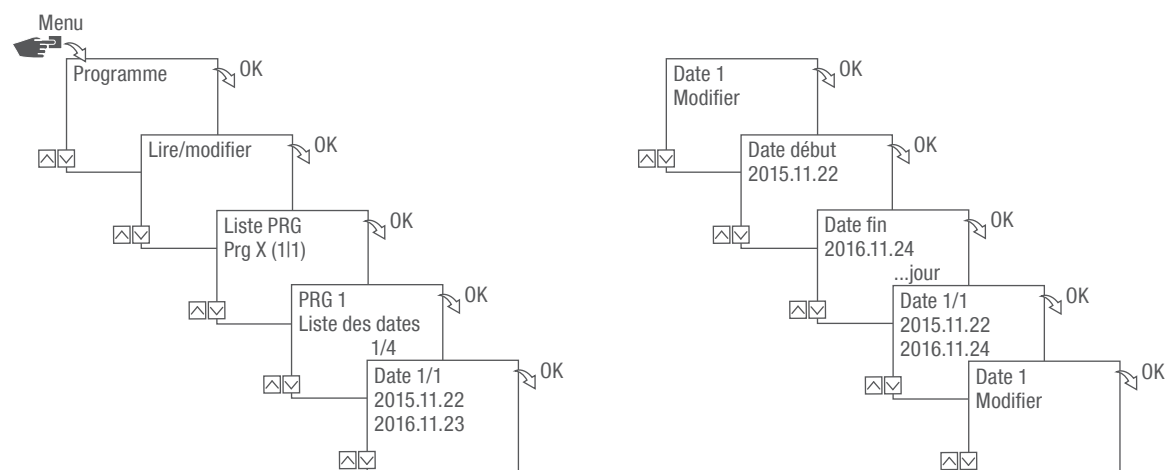 Menu
Programme
OK
Lire/modifier
OK
Liste PRG
Prg X (1|1)
OK
PRG 1
Liste des dates
1/4
OK
Date 1/1
2015.11.22
2016.11.23
OK
Date 1
Modifier
OK
Date début
2015.11.22
OK
Date fin
2016.11.24
...jour
OK
Date 1/1
2015.11.22
2016.11.24
OK
Date 1
Modifier
OK